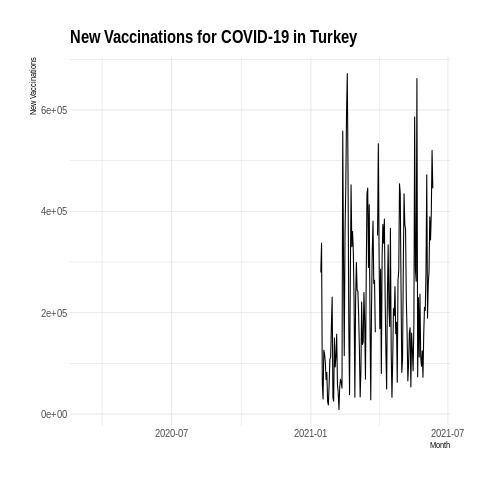 New Vaccinations for COVID-19 in Turkey
New Vaccinations
6e+05
4e+05
2e+05
0e+00
2020-07
2021-01
2021-07
Month